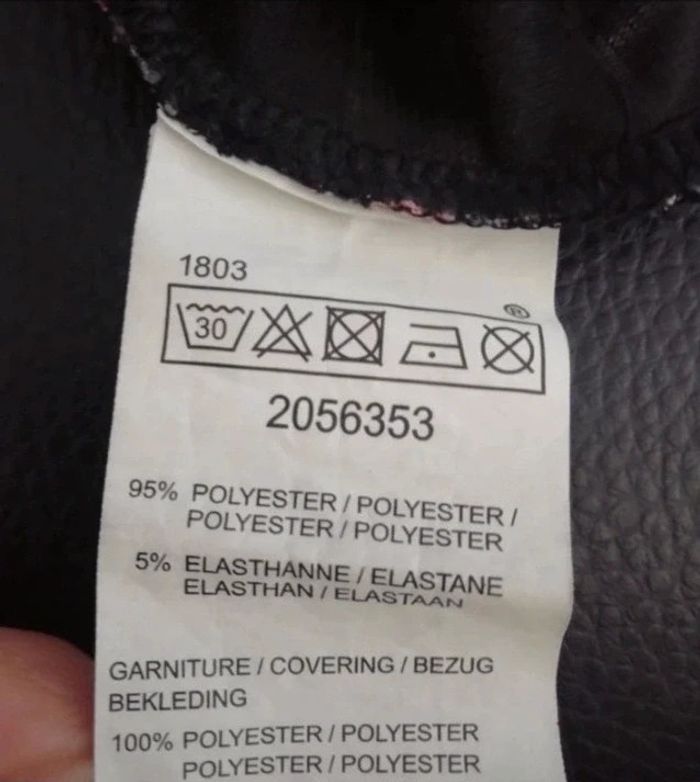 1803
®
30
2056353
95% POLYESTER / POLYESTER /
POLYESTER / POLYESTER
5% ELASTHANNE / ELASTANE
ELASTHAN / ELASTAAN
GARNITURE / COVERING / BEZUG
BEKLEDING
100% POLYESTER / POLYESTER
POLYESTER / POLYESTER